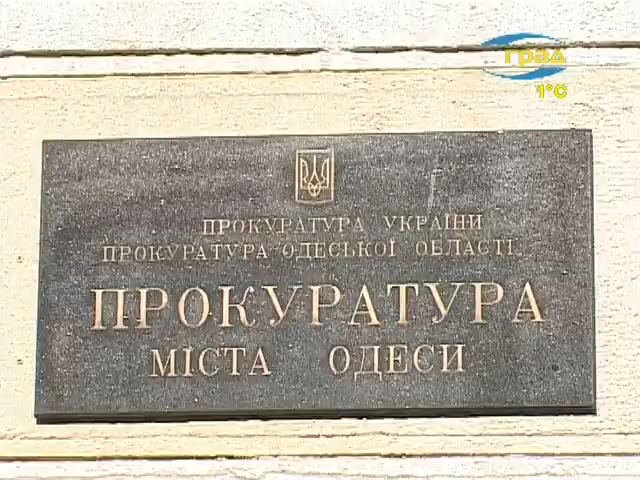 град
1°C
ПРОКУРАТУРА УКРАЇНИ
ПРОКУРАТУРА ОДЕСЬКОЇ ОБЛАСТІ
ПРОКУРАТУРА
МІСТА ОДЕСИ